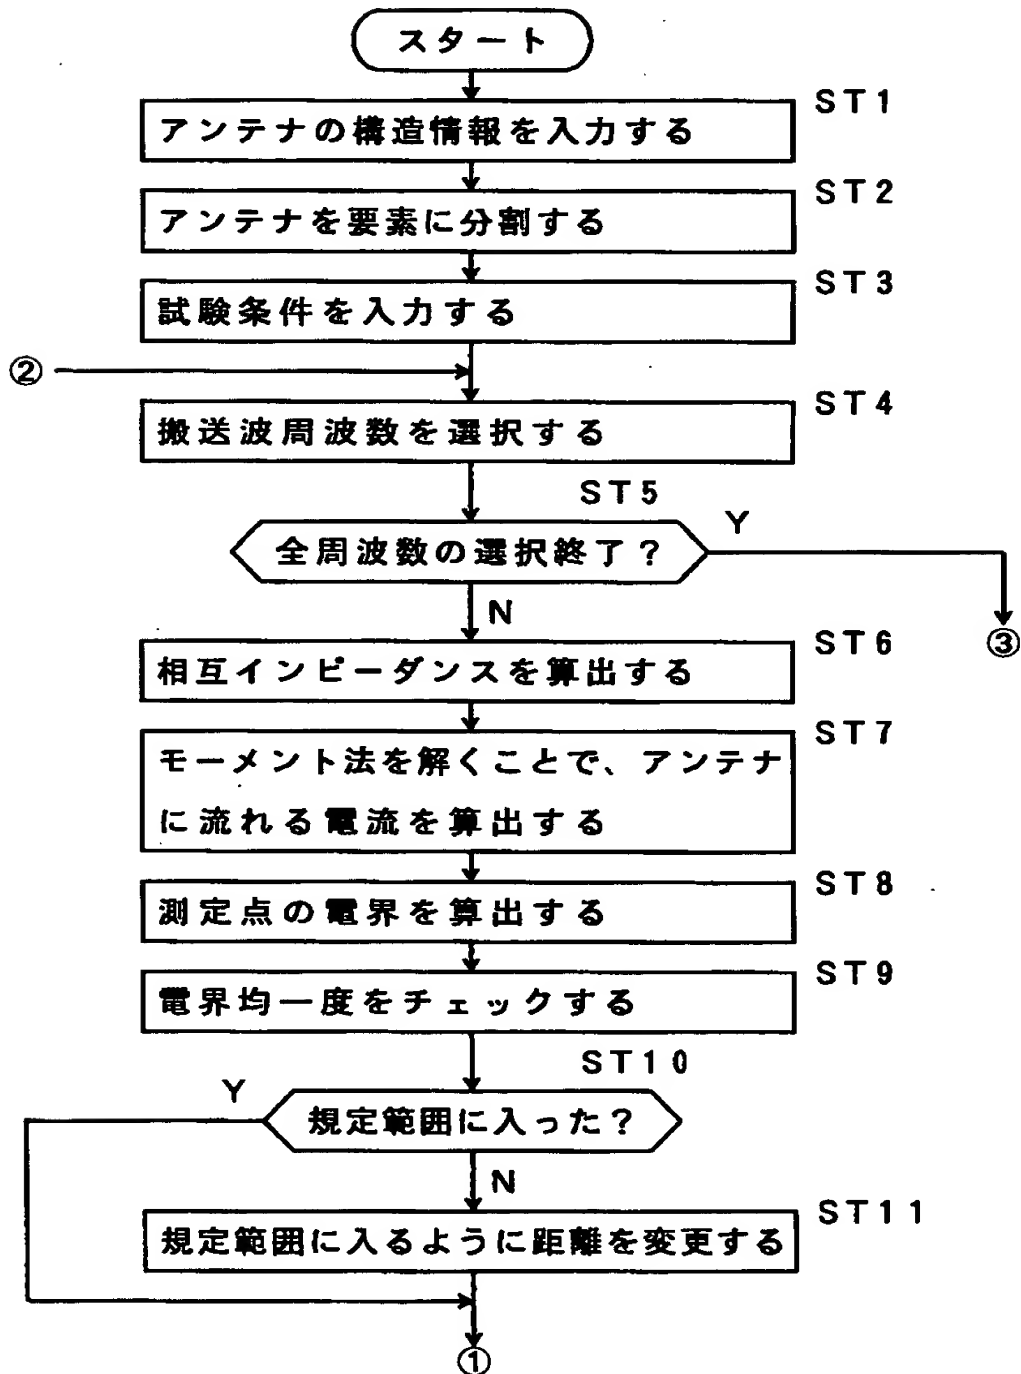 スタート
ST1
アンテナの構造情報を入力する
ST2
アンテナを要素に分割する
ST3
試験条件を入力する
②
ST4
搬送波周波数を選択する
ST5
全周波数の選択終了?
Y
N
③
ST6
相互インピーダンスを算出する
ST7
モーメント法を解くことで、アンテナ
に流れる電流を算出する
ST8
測定点の電界を算出する
ST9
電界均一度をチェックする
ST10
Y
規定範囲に入った?
N
ST11
規定範囲に入るように距離を変更する
①